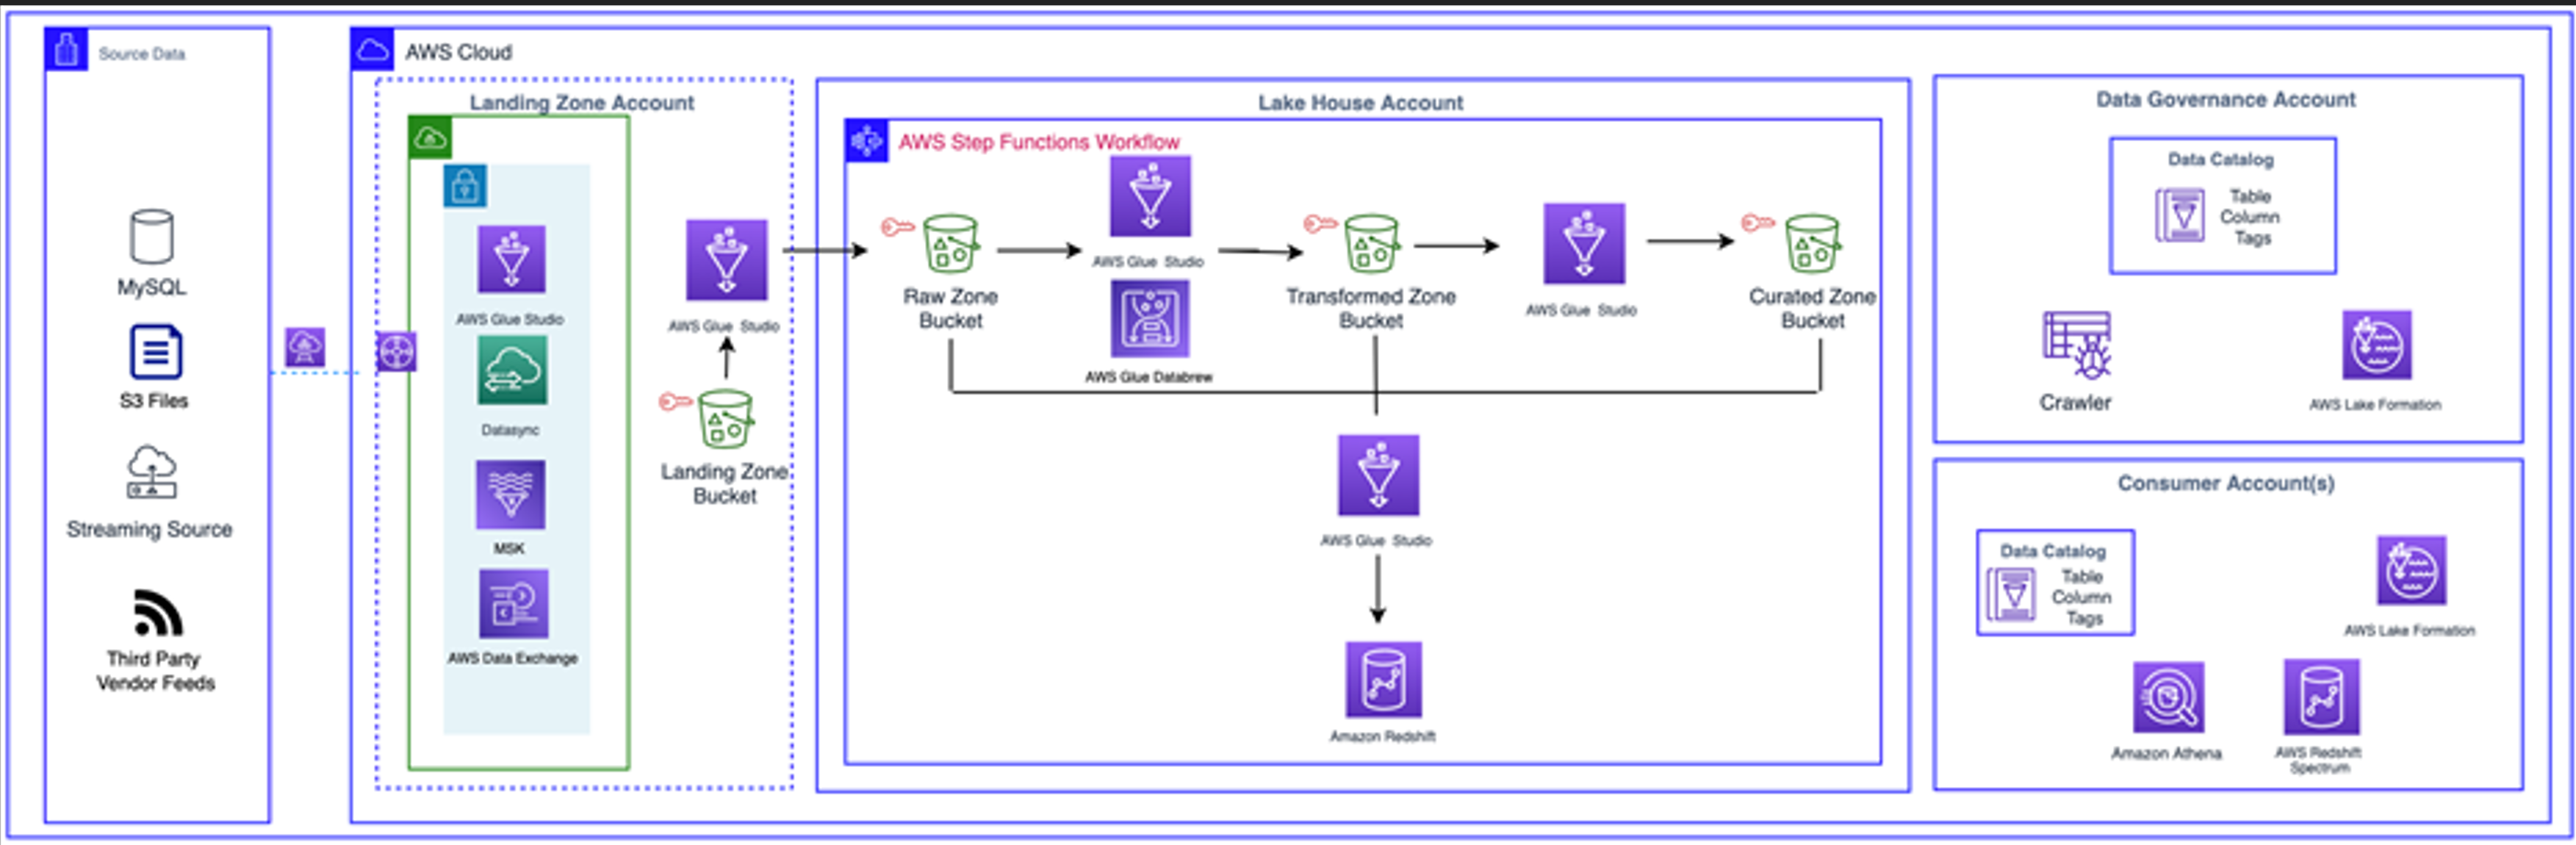 Source Data
MySQL
S3 Files
Streaming Source
Third Party
Vendor Feeds
AWS Cloud
Landing Zone Account
AWS Glue Studio
Datasync
MSK
AWS Data Exchange
AWS Glue Studio
Landing Zone
Bucket
Lake House Account
AWS Step Functions Workflow
Raw Zone
Bucket
AWS Glue Studio
AWS Glue Databrew
Transformed Zone
Bucket
AWS Glue Studio
Curated Zone
Bucket
AWS Glue Studio
Amazon Redshift
Data Governance Account
Data Catalog
Table
Column
Tags
Crawler
AWS Lake Formation
Consumer Account(s)
Data Catalog
Table
Column
Tags
AWS Lake Formation
Amazon Athena
AWS Redshift
Spectrum